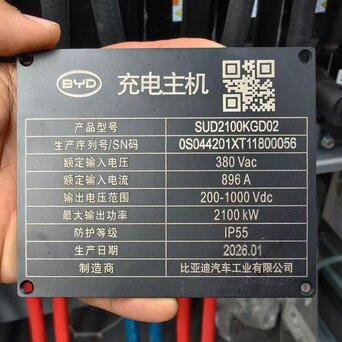 BYD 充电主机
产品型号 SUD2100KGD02
生产序列号/SN码 0S044201XT11800056
额定输入电压 380 Vac
额定输入电流 896 A
输出电压范围 200-1000 Vdc
最大输出功率 2100 kW
防护等级 IP55
生产日期 2026.01
制造商 比亚迪汽车工业有限公司